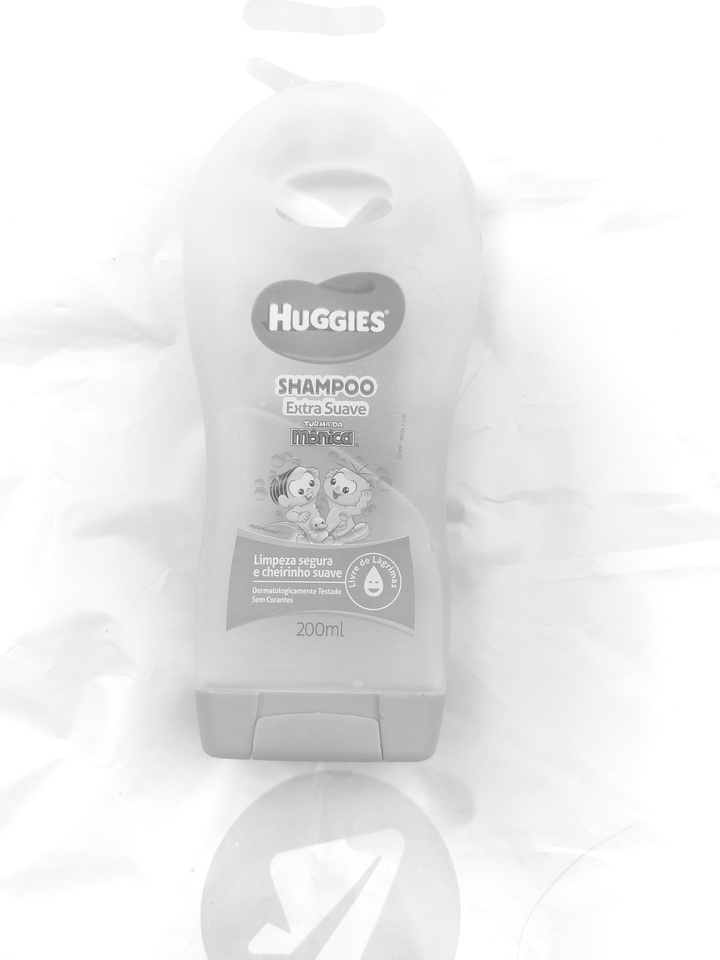 HUGGIES®
SHAMPOO
Extra Suave
TURMA DA
Mônica
Limpeza segura
e cheirinho suave
Livre de Lágrimas
Dermatologicamente Testado
Sem Corantes
200ml